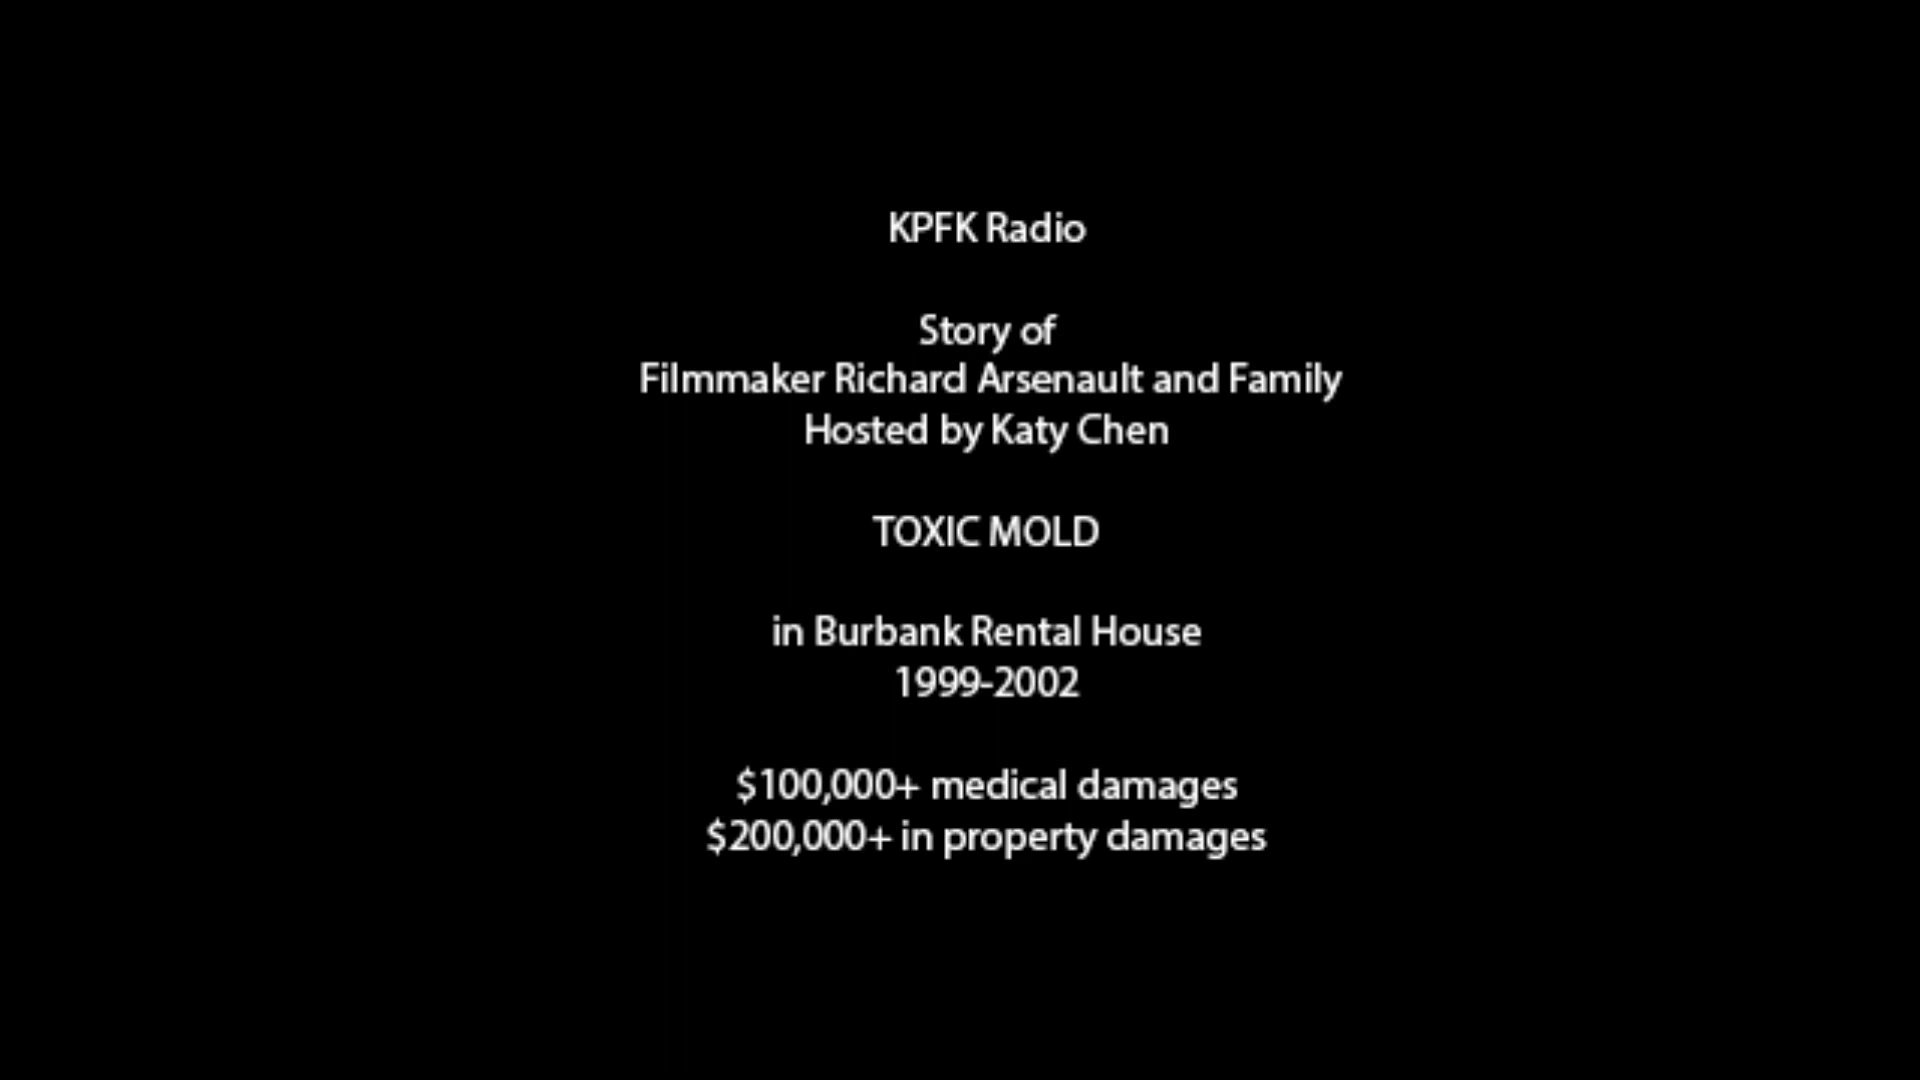 KPFK Radio
Story of
Filmmaker Richard Arsenault and Family
Hosted by Katy Chen
TOXIC MOLD
in Burbank Rental House
1999-2002
$100,000+ medical damages
$200,000+ in property damages